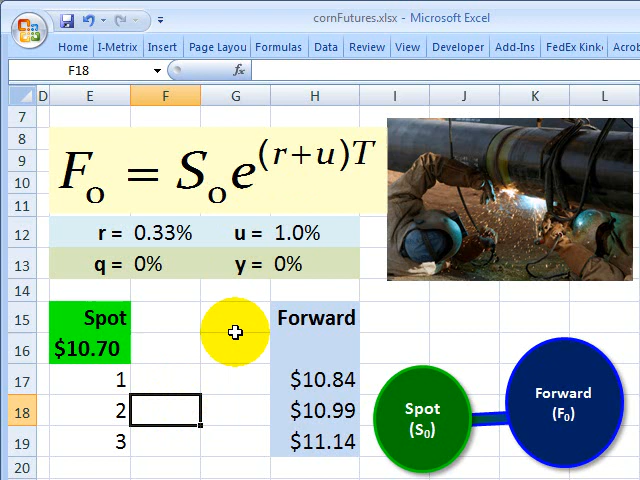 cornFutures.xlsx - Microsoft Excel
Home I-Metrix Insert Page Layou Formulas Data Review View Developer Add-Ins FedEx Kink Acrob
F18 fx
D E F G H I J K L
7
8
9
10
11
F₀ = S₀e^(r+u)T
12 r = 0.33% u = 1.0%
13 q = 0% y = 0%
14
15 Spot Forward
16 $10.70
17 1 $10.84
18 2 $10.99
19 3 $11.14
20
Spot
(S₀)
Forward
(F₀)